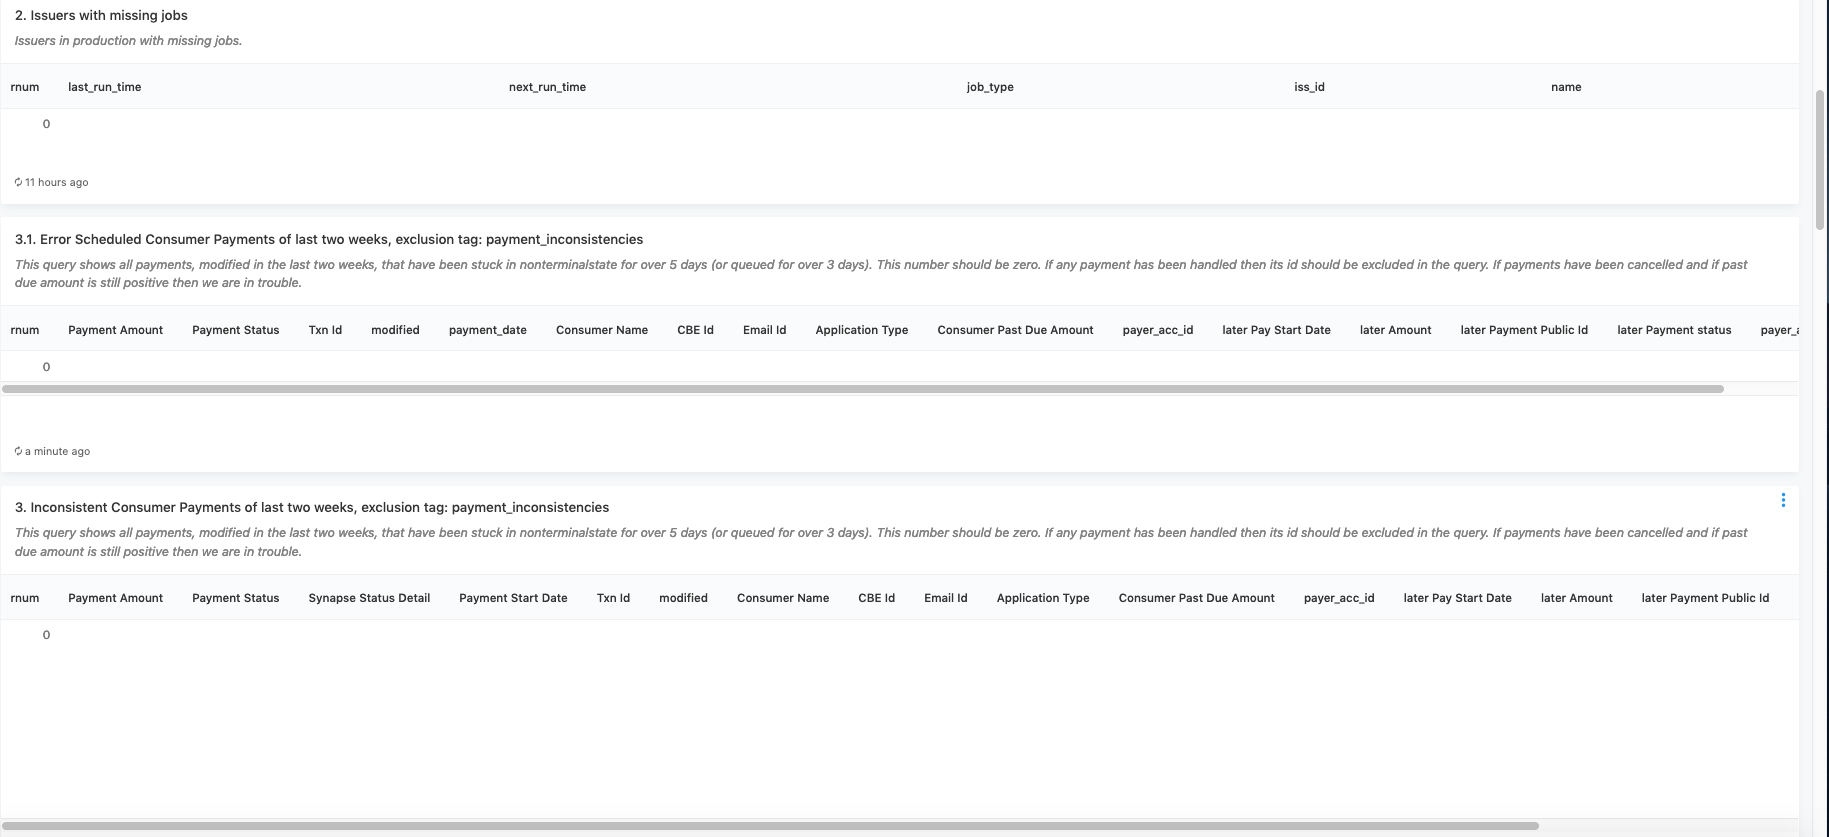 2. Issuers with missing jobs
Issuers in production with missing jobs.
rnum last_run_time next_run_time job_type iss_id name
0
11 hours ago
3.1. Error Scheduled Consumer Payments of last two weeks, exclusion tag: payment_inconsistencies
This query shows all payments, modified in the last two weeks, that have been stuck in nonterminalstate for over 5 days (or queued for over 3 days). This number should be zero. If any payment has been handled then its id should be excluded in the query. If payments have been cancelled and if past
due amount is still positive then we are in trouble.
rnum Payment Amount Payment Status Txn Id modified payment_date Consumer Name CBE Id Email Id Application Type Consumer Past Due Amount payer_acc_id later Pay Start Date later Amount later Payment Public Id later Payment status payer_a
0
a minute ago
3. Inconsistent Consumer Payments of last two weeks, exclusion tag: payment_inconsistencies
This query shows all payments, modified in the last two weeks, that have been stuck in nonterminalstate for over 5 days (or queued for over 3 days). This number should be zero. If any payment has been handled then its id should be excluded in the query. If payments have been cancelled and if past
due amount is still positive then we are in trouble.
rnum Payment Amount Payment Status Synapse Status Detail Payment Start Date Txn Id modified Consumer Name CBE Id Email Id Application Type Consumer Past Due Amount payer_acc_id later Pay Start Date later Amount later Payment Public Id
0